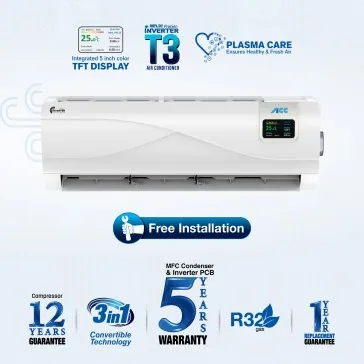 25.0
Integrated 5 inch color
TFT DISPLAY
INVERTER
T3
AIR CONDITIONER
PLASMA CARE
Ensures Healthy & Fresh Air
ACC
Free Installation
Compressor
12
YEARS
GUARANTEE
3in1
Convertible
Technology
MFC Condenser
& Inverter PCB
5
YEARS
WARRANTY
R32
gas
1
YEAR
REPLACEMENT
GUARANTEE